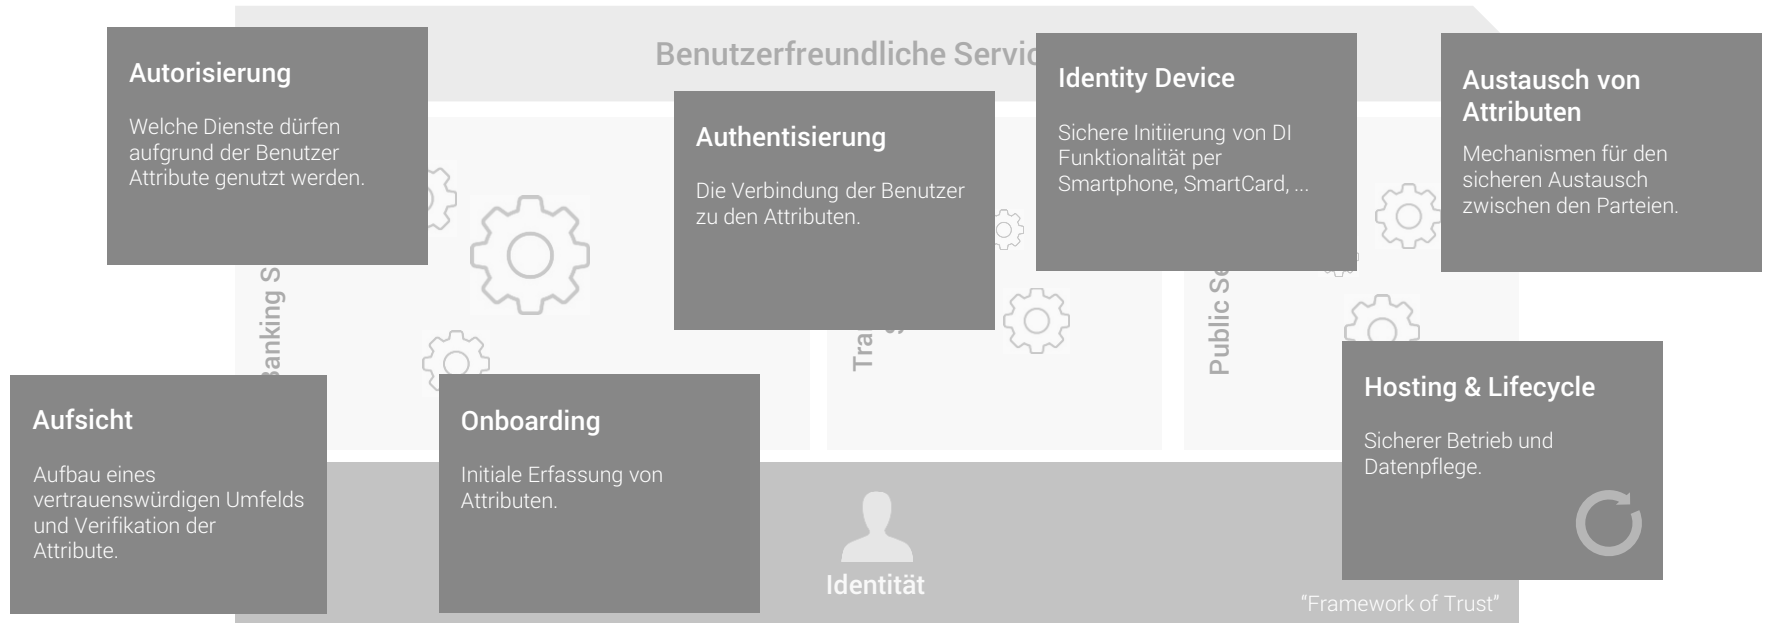 Benutzerfreundliche
Autorisierung
Welche Dienste dürfen
aufgrund der Benutzer
Attribute genutzt werden.
Authentisierung
Die Verbindung der Benutzer
zu den Attributen.
Identity Device
Sichere Initiierung von DI
Funktionalität per
Smartphone, SmartCard, ...
Austausch von
Attributen
Mechanismen für den
sicheren Austausch
zwischen den Parteien.
Banking
Public
Aufsicht
Aufbau eines
vertrauenswürdigen Umfelds
und Verifikation der
Attribute.
Onboarding
Initiale Erfassung von
Attributen.
Hosting & Lifecycle
Sicherer Betrieb und
Datenpflege.
Identität
“Framework of Trust”